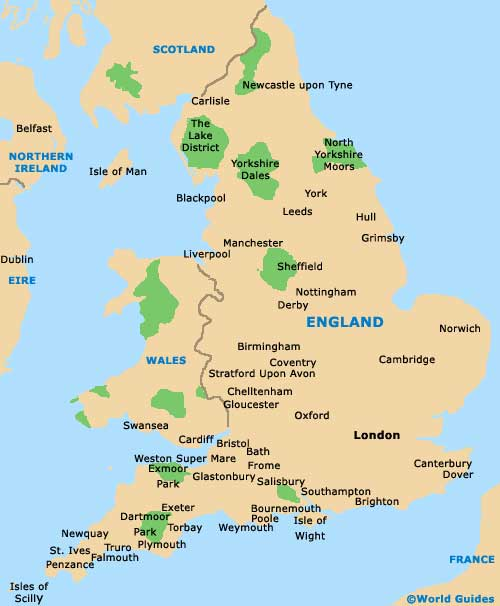 SCOTLAND
Newcastle upon Tyne
Carlisle
The
Lake
District
Belfast
NORTHERN
IRELAND
Isle of Man
North
Yorkshire
Moors
Yorkshire
Dales
York
Blackpool
Leeds
Hull
Grimsby
Manchester
Liverpool
Dublin
EIRE
Sheffield
Nottingham
Derby
ENGLAND
Norwich
Birmingham
WALES
Coventry
Cambridge
Stratford Upon Avon
Chelltenham
Gloucester
Oxford
Swansea
London
Cardiff
Bristol
Bath
Weston Super Mare
Frome
Canterbury
Dover
Exmoor
Park
Glastonbury
Salisbury
Southampton
Brighton
Exeter
Bournemouth
Poole
Isle of
Wight
Dartmoor
Park
Torbay
Weymouth
Newquay
Plymouth
Truro
St. Ives
Falmouth
Penzance
FRANCE
Isles of
Scilly
©World Guides